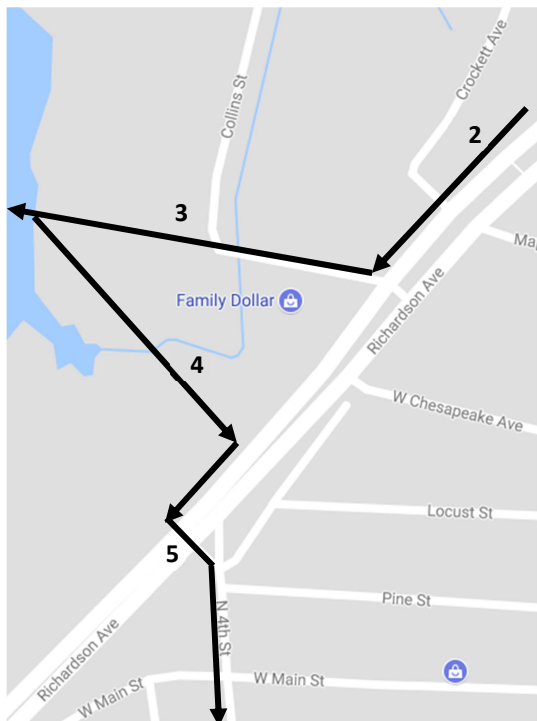 Crockett Ave
Collins St
2
3
Map
Family Dollar
Richardson Ave
4
W Chesapeake Ave
Locust St
5
Pine St
N 4th St
Richardson Ave
W Main St
W Main St